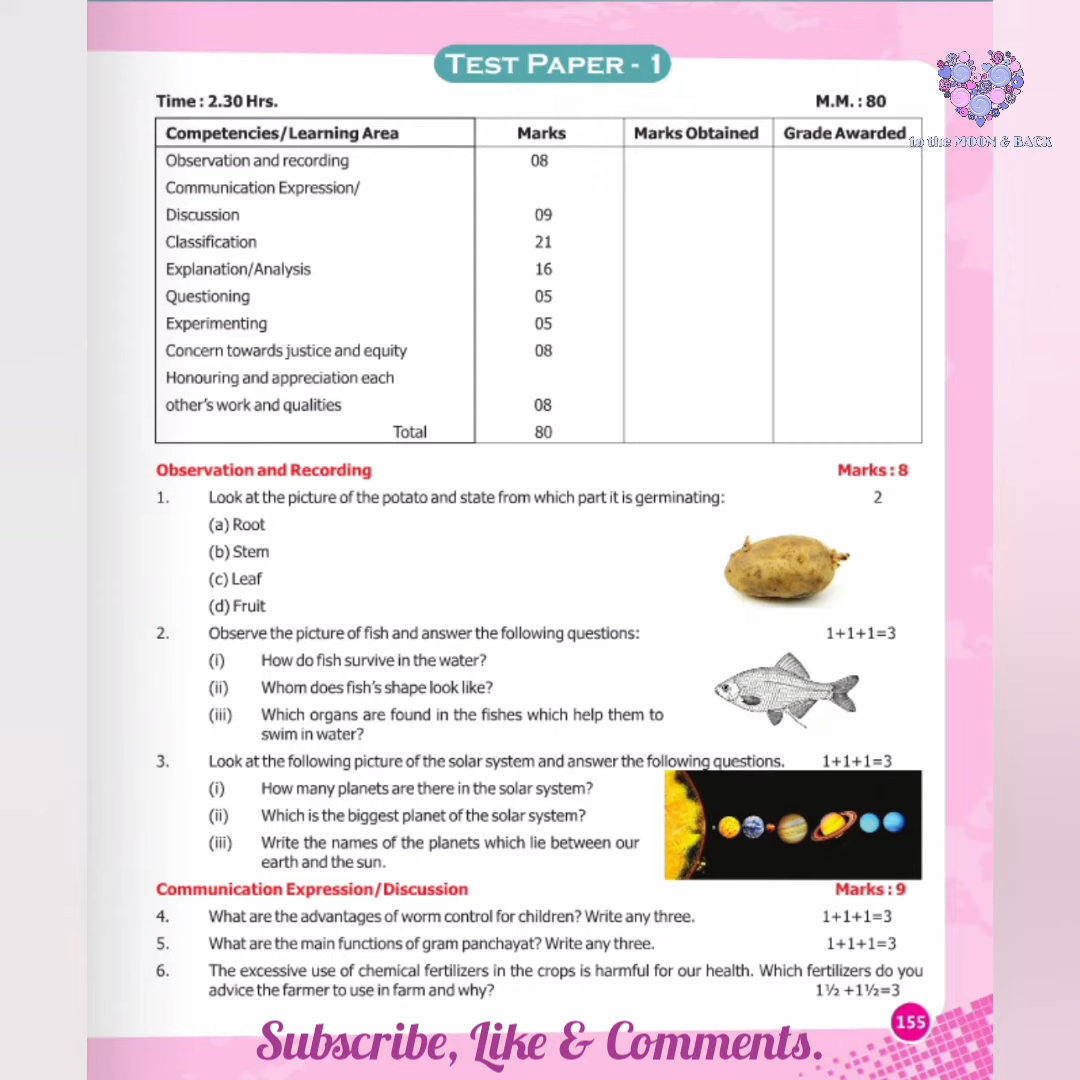 TEST PAPER - 1
to the MOON & BACK
Time : 2.30 Hrs. M.M. : 80
Competencies/Learning Area Marks Marks Obtained Grade Awarded
Observation and recording 08
Communication Expression/
Discussion 09
Classification 21
Explanation/Analysis 16
Questioning 05
Experimenting 05
Concern towards justice and equity 08
Honouring and appreciation each
other's work and qualities 08
Total 80
Observation and Recording Marks : 8
1. Look at the picture of the potato and state from which part it is germinating: 2
(a) Root
(b) Stem
(c) Leaf
(d) Fruit
2. Observe the picture of fish and answer the following questions: 1+1+1=3
(i) How do fish survive in the water?
(ii) Whom does fish's shape look like?
(iii) Which organs are found in the fishes which help them to
swim in water?
3. Look at the following picture of the solar system and answer the following questions. 1+1+1=3
(i) How many planets are there in the solar system?
(ii) Which is the biggest planet of the solar system?
(iii) Write the names of the planets which lie between our
earth and the sun.
Communication Expression/Discussion Marks : 9
4. What are the advantages of worm control for children? Write any three. 1+1+1=3
5. What are the main functions of gram panchayat? Write any three. 1+1+1=3
6. The excessive use of chemical fertilizers in the crops is harmful for our health. Which fertilizers do you
advice the farmer to use in farm and why? 1½ +1½=3
155
Subscribe, Like & Comments.